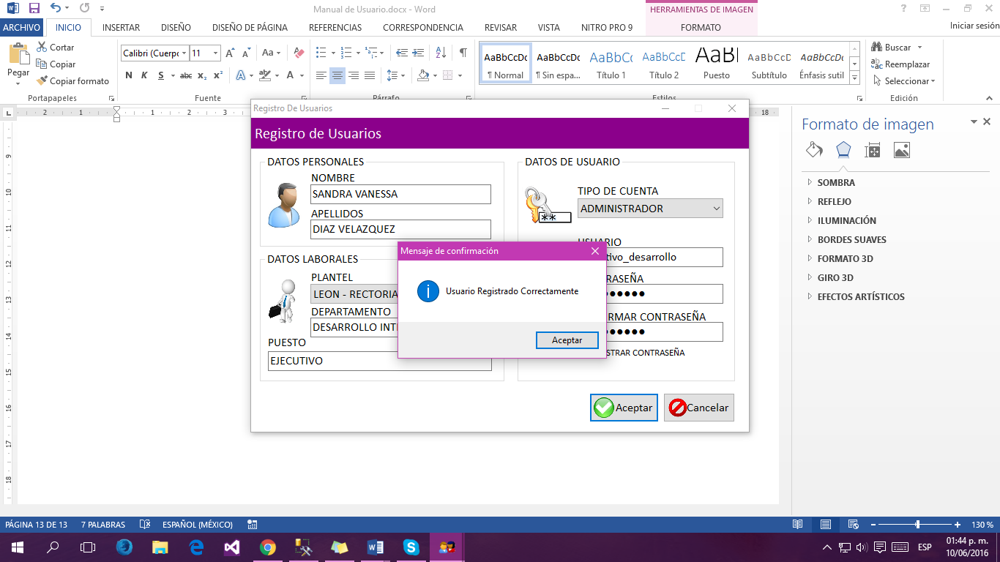 Manual de Usuario.docx - Word
HERRAMIENTAS DE IMAGEN
ARCHIVO INICIO INSERTAR DISEÑO DISEÑO DE PÁGINA REFERENCIAS CORRESPONDENCIA REVISAR VISTA NITRO PRO 9 FORMATO Iniciar sesión
Pegar
Cortar
Copiar
Copiar formato
Portapapeles
Calibri (Cuerpo 11
N K S abc x₂ x²
Fuente
Párrafo
AaBbCcDc AaBbCcDc AaBbCc AaBbCcD AaBl AaBbCcD AaBbCcDc
¶ Normal ¶ Sin espa... Título 1 Título 2 Puesto Subtítulo Énfasis sutil
Estilos
Buscar
Reemplazar
Seleccionar
Edición
2 1 1 2 3 18
9
10
11
12
13
14
15
16
17
18
Registro De Usuarios
Registro de Usuarios
DATOS PERSONALES
NOMBRE
SANDRA VANESSA
APELLIDOS
DIAZ VELAZQUEZ
DATOS LABORALES
PLANTEL
LEON - RECTORIA
DEPARTAMENTO
DESARROLLO INT
PUESTO
EJECUTIVO
DATOS DE USUARIO
TIPO DE CUENTA
ADMINISTRADOR
USUARIO
tivo_desarrollo
RASEÑA
RMAR CONTRASEÑA
STRAR CONTRASEÑA
Mensaje de confirmación
Usuario Registrado Correctamente
Aceptar
Aceptar
Cancelar
Formato de imagen
SOMBRA
REFLEJO
ILUMINACIÓN
BORDES SUAVES
FORMATO 3D
GIRO 3D
EFECTOS ARTÍSTICOS
PÁGINA 13 DE 13 7 PALABRAS ESPAÑOL (MÉXICO) 130 %
ESP
01:44 p. m.
10/06/2016